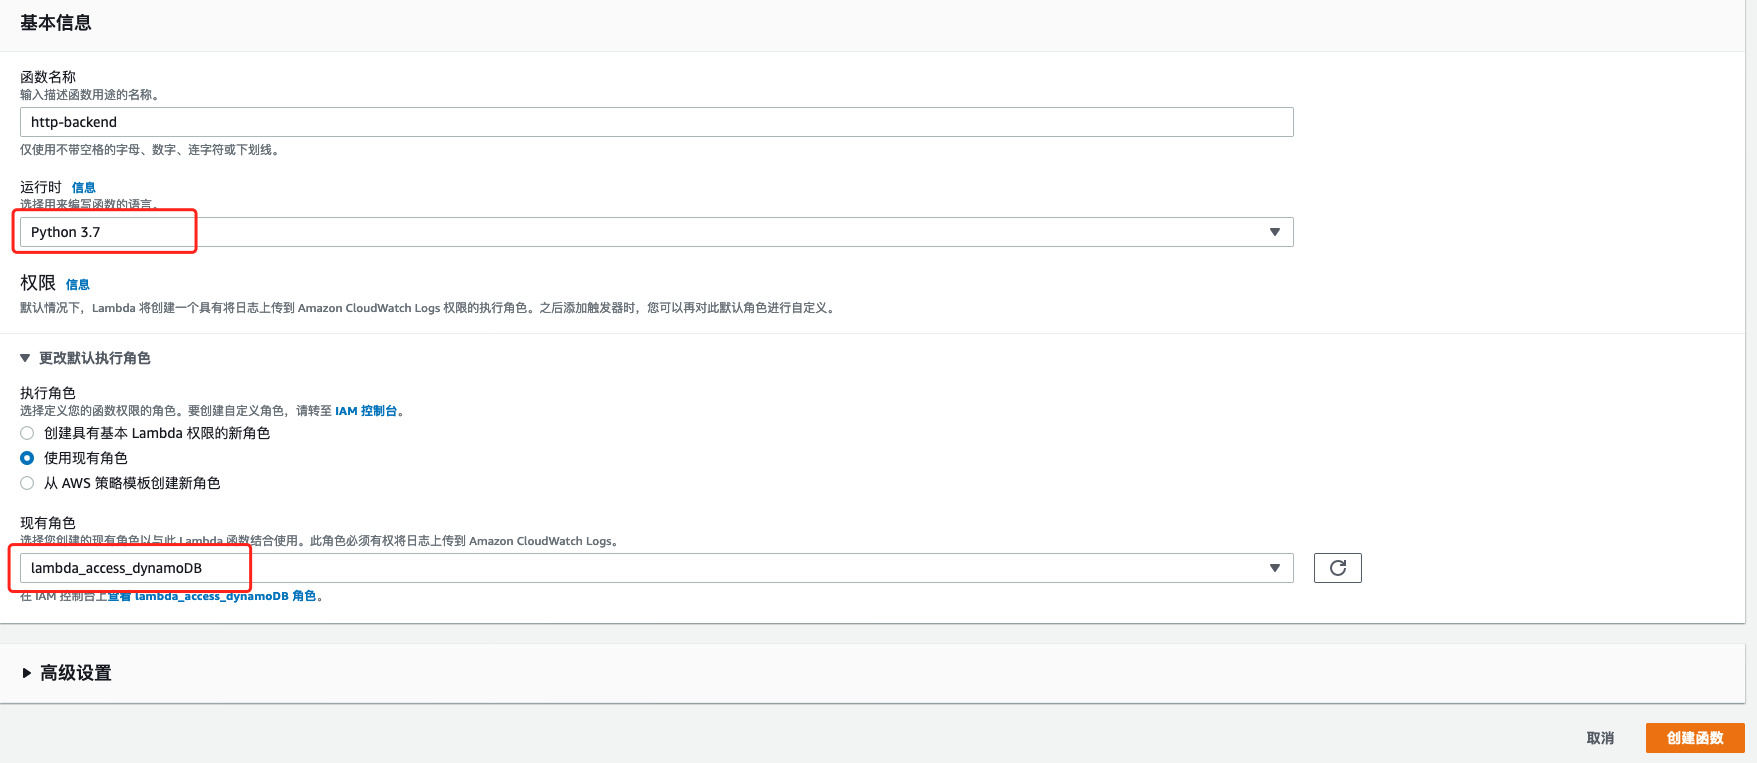 基本信息
函数名称
输入描述函数用途的名称。
http-backend
仅使用不带空格的字母、数字、连字符或下划线。
运行时 信息
选择用来编写函数的语言。
Python 3.7
权限 信息
默认情况下，Lambda 将创建一个具有将日志上传到 Amazon CloudWatch Logs 权限的执行角色。之后添加触发器时，您可以再对此默认角色进行自定义。
更改默认执行角色
执行角色
选择定义您的函数权限的角色。要创建自定义角色，请转至 IAM 控制台。
创建具有基本 Lambda 权限的新角色
使用现有角色
从 AWS 策略模板创建新角色
现有角色
选择您创建的现有角色以与此 Lambda 函数结合使用。此角色必须有权将日志上传到 Amazon CloudWatch Logs。
lambda_access_dynamoDB
在 IAM 控制台上查看 lambda_access_dynamoDB 角色。
高级设置
取消 创建函数